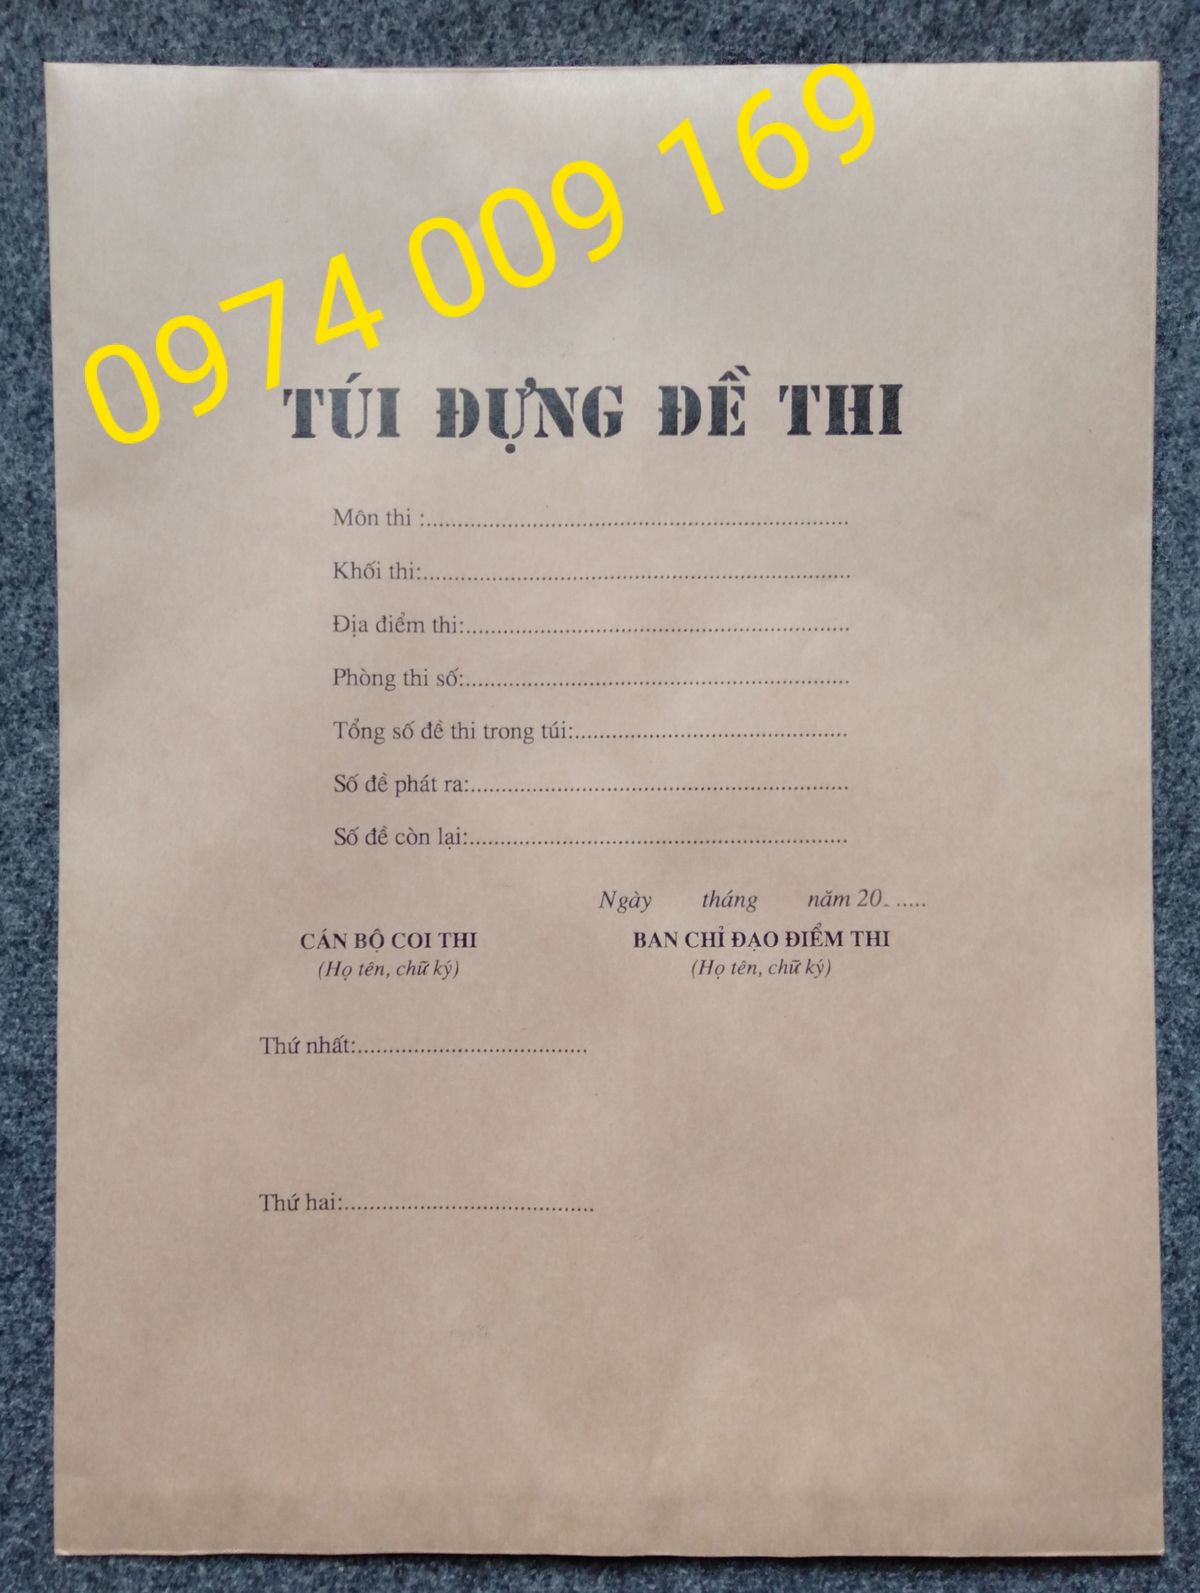 0974 009 169
TÚI ĐỰNG ĐỀ THI
Môn thi :......................................................................
Khối thi:.......................................................................
Địa điểm thi:................................................................
Phòng thi số:................................................................
Tổng số đề thi trong túi:.............................................
Số đề phát ra:...............................................................
Số đề còn lại:...............................................................
Ngày tháng năm 20. .....
CÁN BỘ COI THI BAN CHỈ ĐẠO ĐIỂM THI
(Họ tên, chữ ký) (Họ tên, chữ ký)
Thứ nhất:......................................
Thứ hai:.........................................